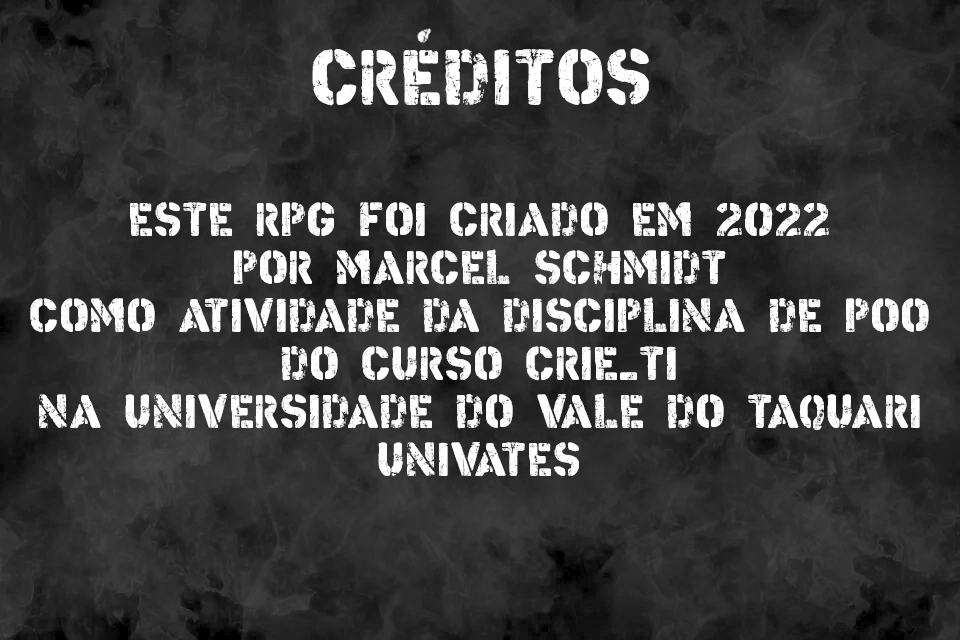 CRÉDITOS
ESTE RPG FOI CRIADO EM 2022
POR MARCEL SCHMIDT
COMO ATIVIDADE DA DISCIPLINA DE POO
DO CURSO CRIE_TI
NA UNIVERSIDADE DO VALE DO TAQUARI
UNIVATES